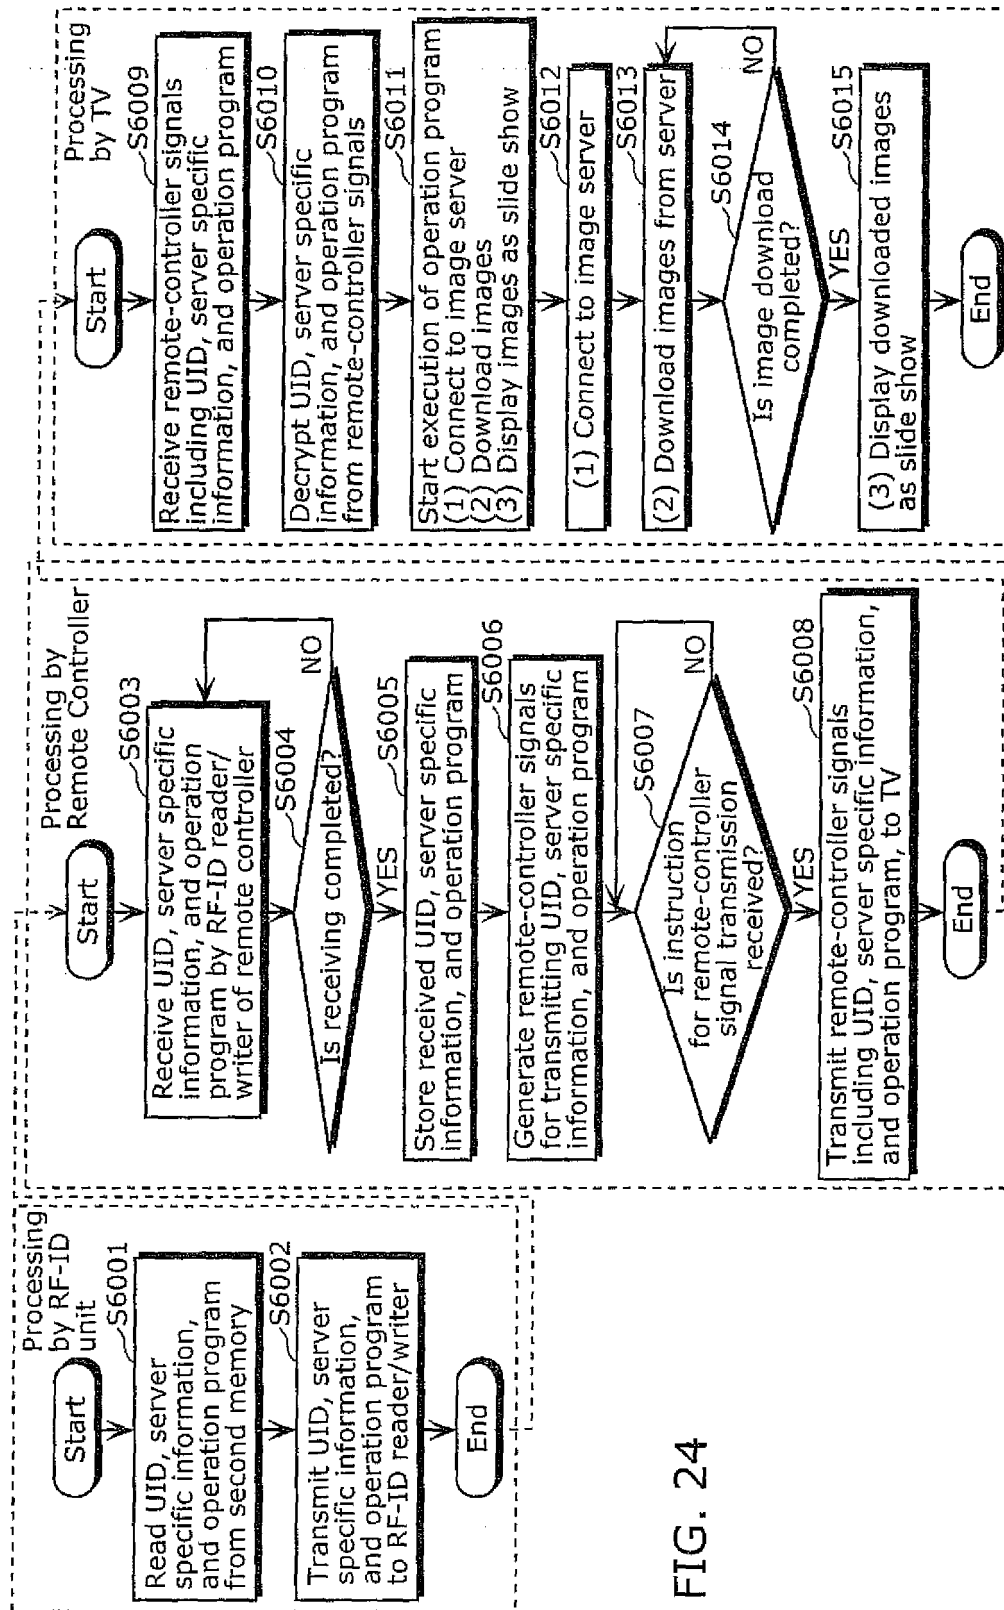 Processing
by RF-ID
unit
Start
S6001
Read UID, server
specific information,
and operation program
from second memory
S6002
Transmit UID, server
specific information,
and operation program
to RF-ID reader/writer
End
Processing by
Remote Controller
Start
S6003
Receive UID, server specific
information, and operation
program by RF-ID reader/
writer of remote controller
S6004
Is receiving completed?
NO
YES
S6005
Store received UID, server specific
information, and operation program
S6006
Generate remote-controller signals
for transmitting UID, server specific
information, and operation program
S6007
Is instruction
for remote-controller
signal transmission
received?
NO
YES
S6008
Transmit remote-controller signals
including UID, server specific information,
and operation program, to TV
End
Processing
by TV
Start
S6009
Receive remote-controller signals
including UID, server specific
information, and operation program
S6010
Decrypt UID, server specific
information, and operation program
from remote-controller signals
S6011
Start execution of operation program
(1) Connect to image server
(2) Download images
(3) Display images as slide show
S6012
(1) Connect to image server
S6013
(2) Download images from server
S6014
Is image download
completed?
NO
YES
S6015
(3) Display downloaded images
as slide show
End
FIG. 24